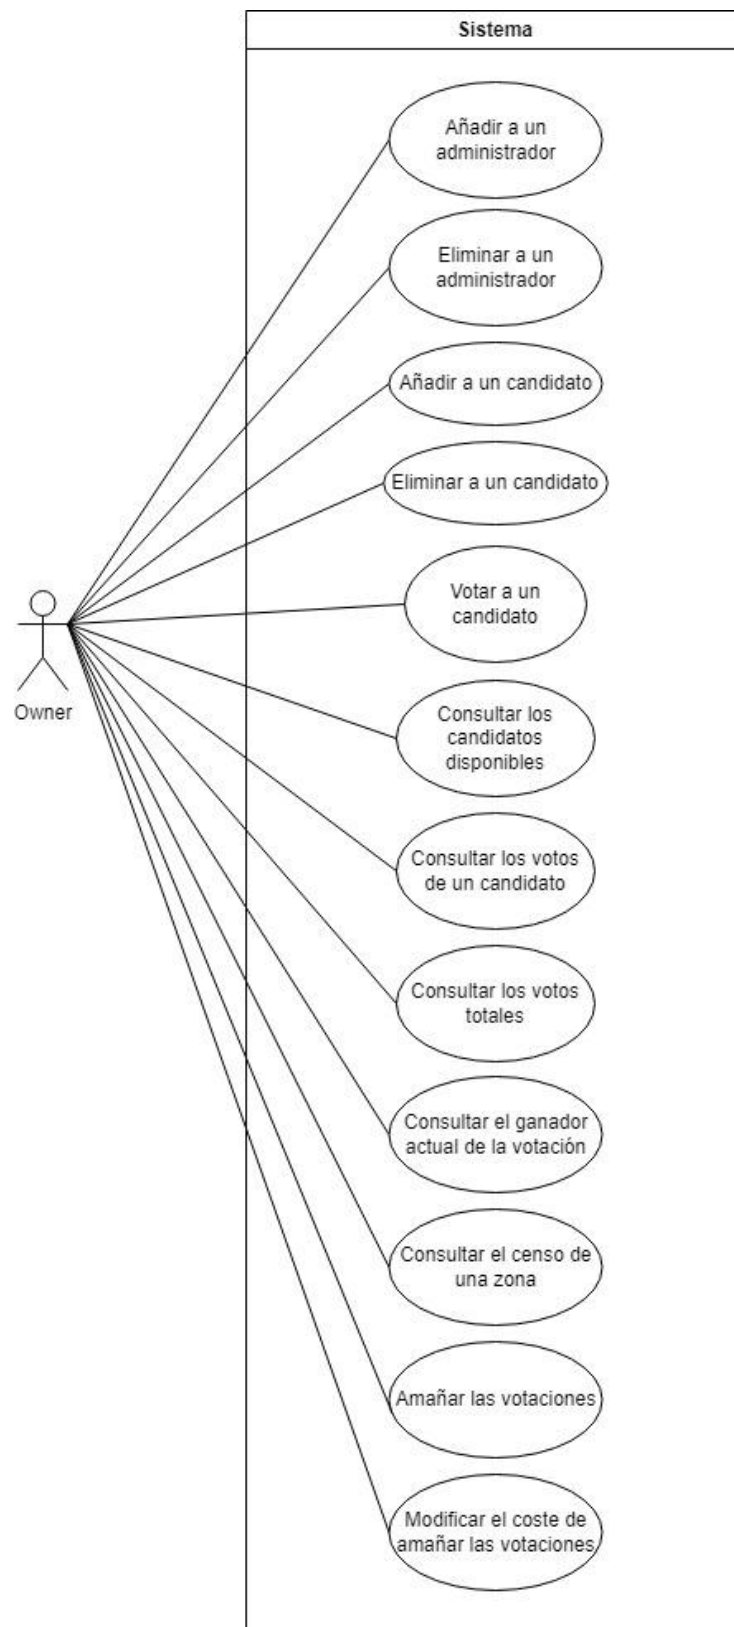 Sistema
Añadir a un
administrador
Eliminar a un
administrador
Añadir a un candidato
Eliminar a un candidato
Votar a un
candidato
Owner
Consultar los
candidatos
disponibles
Consultar los votos
de un candidato
Consultar los votos
totales
Consultar el ganador
actual de la votación
Consultar el censo de
una zona
Amañar las votaciones
Modificar el coste de
amañar las votaciones